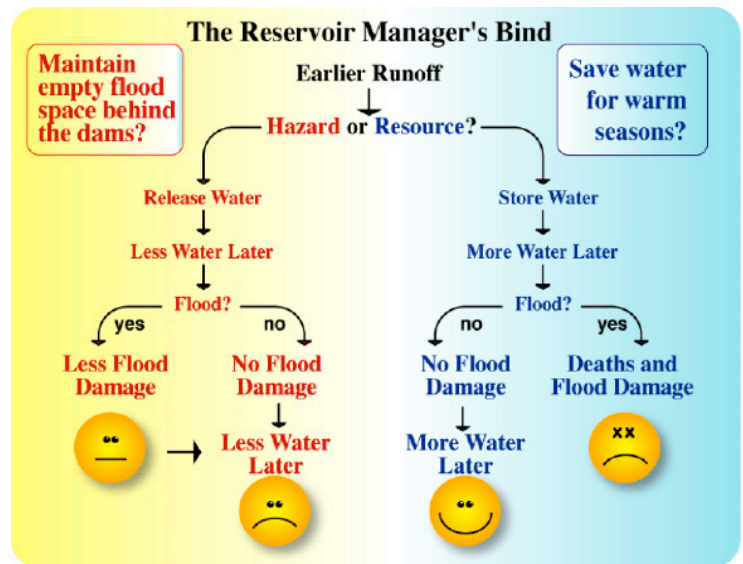 The Reservoir Manager's Bind
Maintain
empty flood
space behind
the dams?
Earlier Runoff
Save water
for warm
seasons?
Hazard or Resource?
Release Water
Less Water Later
Flood?
yes
no
Less Flood
Damage
No Flood
Damage
Less Water
Later
Store Water
More Water Later
Flood?
no
yes
No Flood
Damage
More Water
Later
Deaths and
Flood Damage
xx